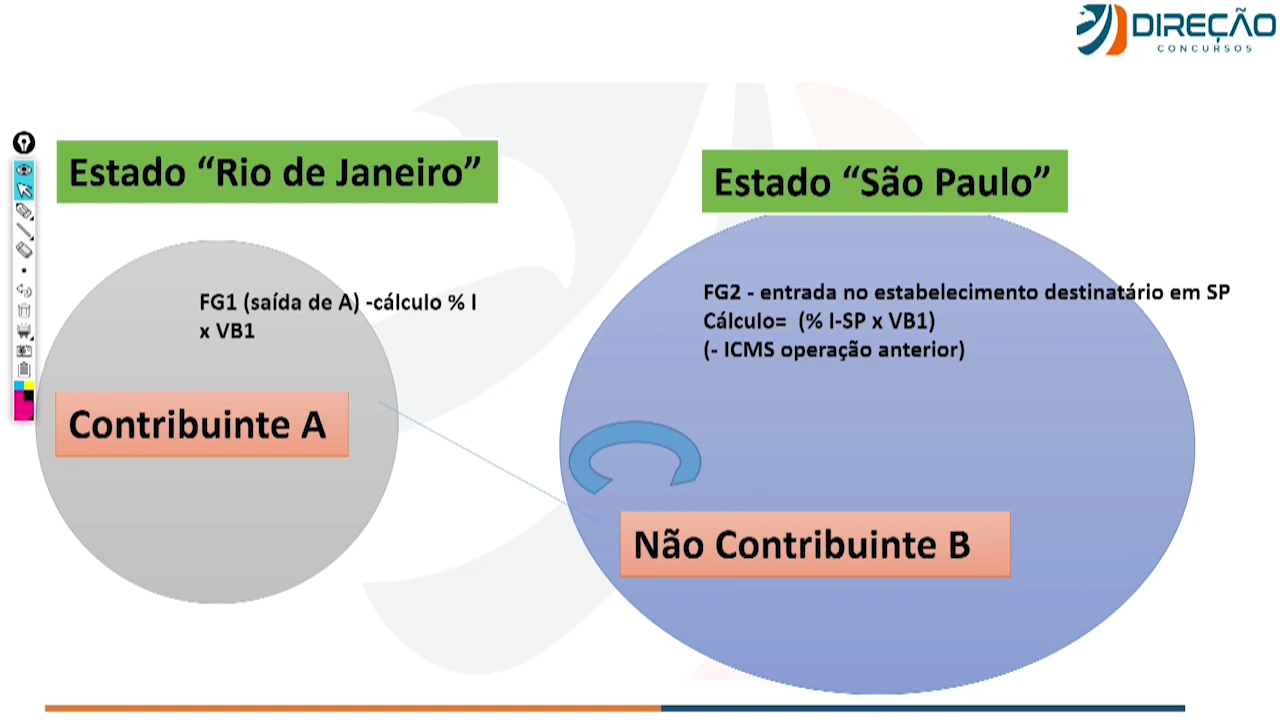 DIREÇÃO
CONCURSOS
Estado “Rio de Janeiro”
Estado “São Paulo”
FG1 (saída de A) -cálculo % I
x VB1
FG2 - entrada no estabelecimento destinatário em SP
Cálculo= (% I-SP x VB1)
(- ICMS operação anterior)
Contribuinte A
Não Contribuinte B